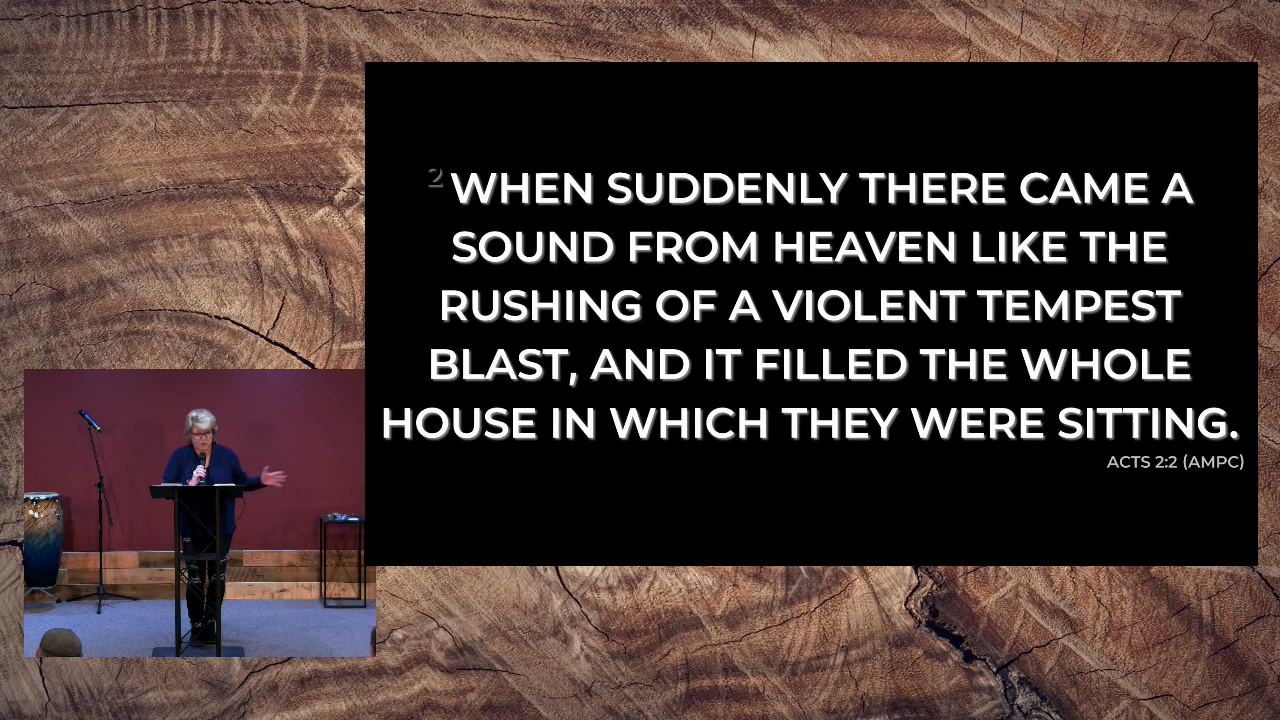 2 WHEN SUDDENLY THERE CAME A
SOUND FROM HEAVEN LIKE THE
RUSHING OF A VIOLENT TEMPEST
BLAST, AND IT FILLED THE WHOLE
HOUSE IN WHICH THEY WERE SITTING.
ACTS 2:2 (AMPC)